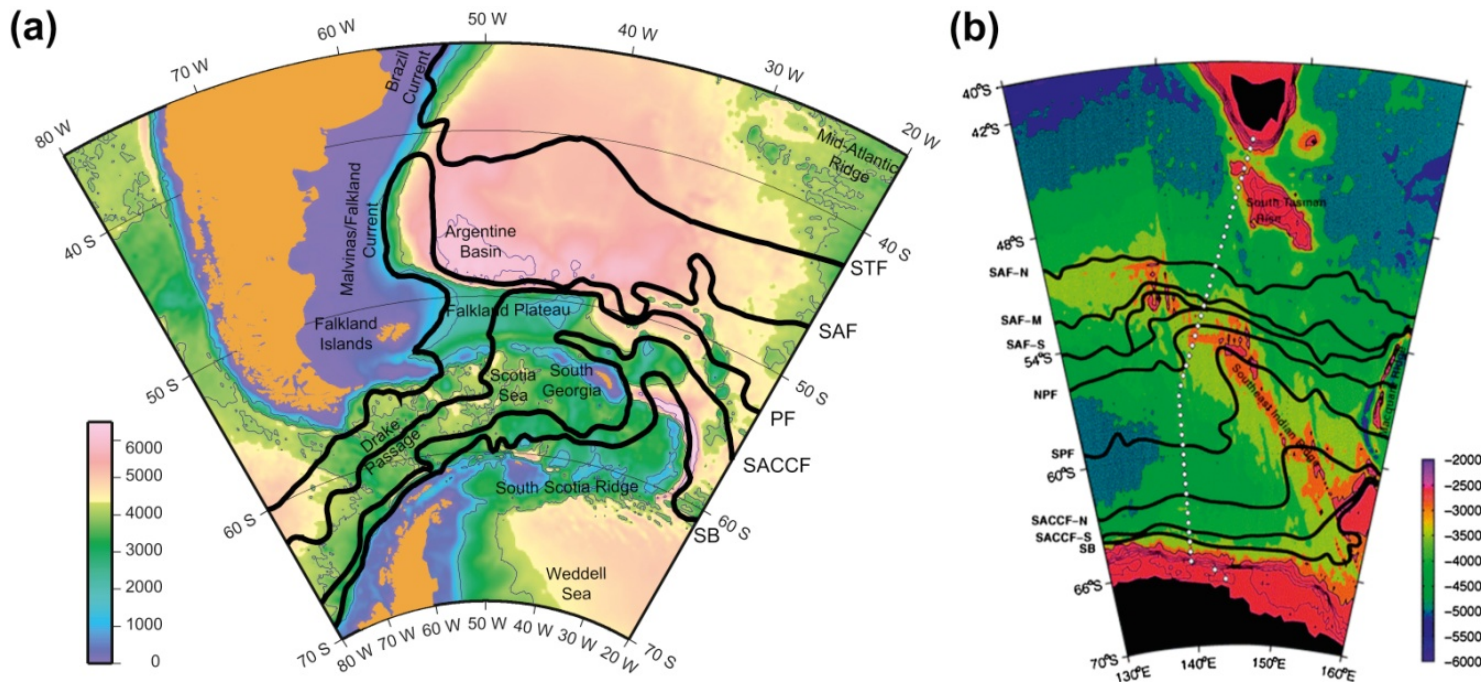 (a)
80 W
70 W
60 W
50 W
40 W
30 W
20 W
Brazil
Current
Mid-Atlantic
Ridge
40 S
Malvinas/Falkland
Current
Argentine
Basin
40 S
STF
Falkland
Islands
Falkland Plateau
SAF
50 S
Scotia
Sea
South
Georgia
50 S
PF
Drake
Passage
SACCF
60 S
South Scotia Ridge
60 S
SB
Weddell
Sea
70 S
80 W
70 W
60 W
50 W
40 W
30 W
20 W
70 S
6000
5000
4000
3000
2000
1000
0
(b)
40°S
42°S
48°S
South Tasman
Rise
SAF-N
SAF-M
SAF-S
54°S
NPF
Macquarie Ridge
Southeast Indian Ridge
SPF
60°S
SACCF-N
SACCF-S
SB
66°S
70°S
130°E
140°E
150°E
160°E
-2000
-2500
-3000
-3500
-4000
-4500
-5000
-5500
-6000